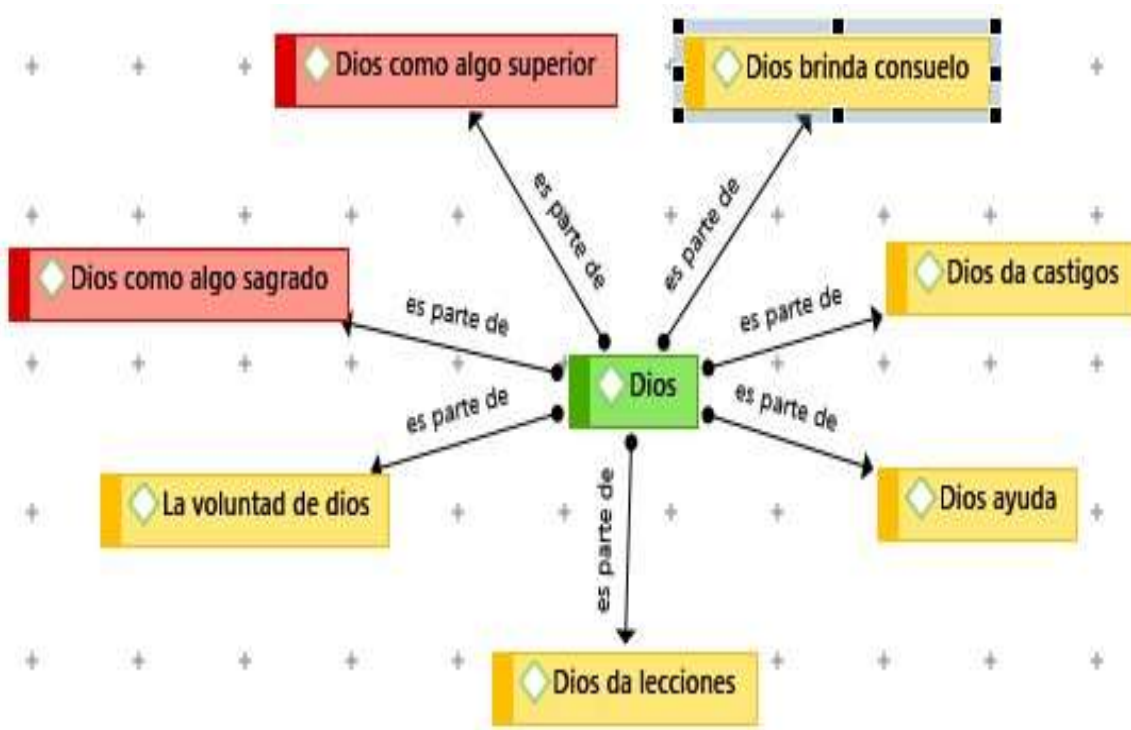 Dios como algo superior
Dios brinda consuelo
es parte de
es parte de
Dios como algo sagrado
Dios da castigos
es parte de
es parte de
Dios
es parte de
es parte de
La voluntad de dios
Dios ayuda
es parte de
Dios da lecciones